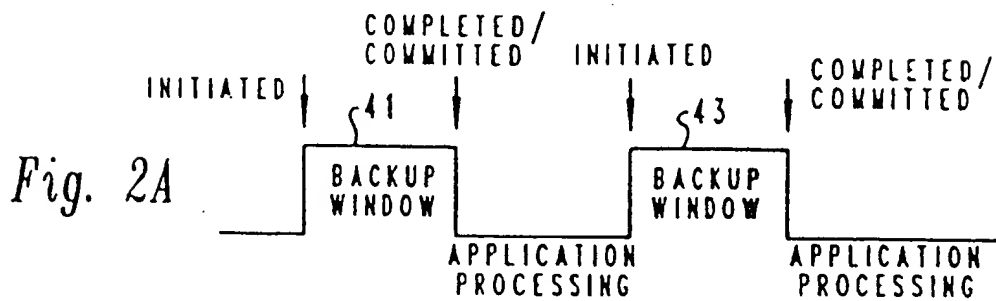 COMPLETED/
COMMITTED
INITIATED
INITIATED
COMPLETED/
COMMITTED
41
43
Fig. 2A
BACKUP
WINDOW
BACKUP
WINDOW
APPLICATION
PROCESSING
APPLICATION
PROCESSING